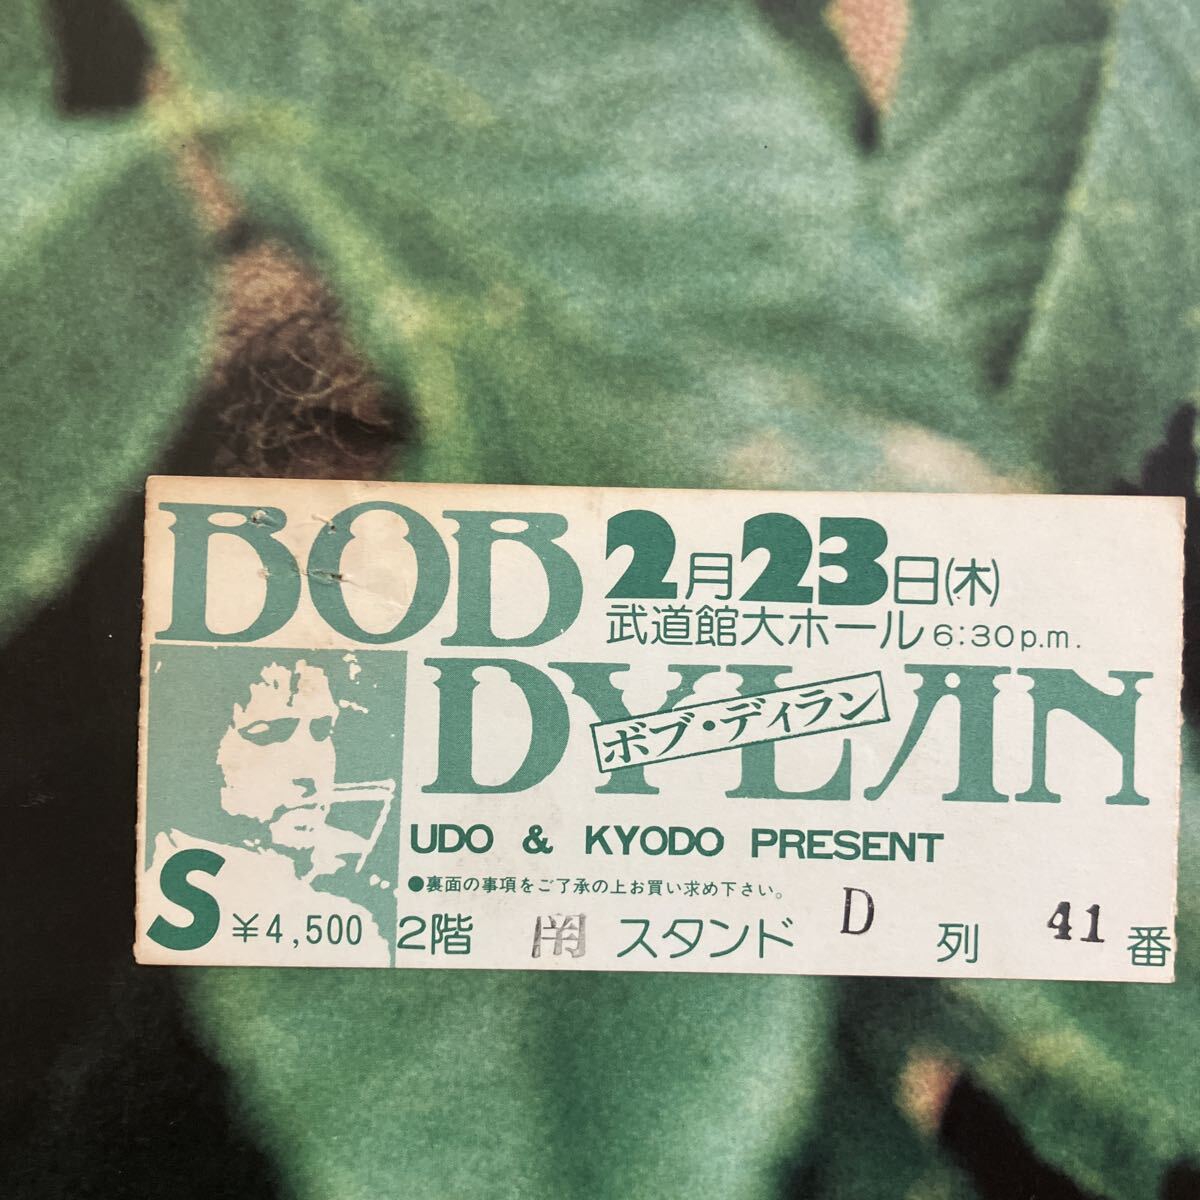 BOB
2月23日(木)
武道館大ホール 6:30p.m.
DYLAN
ボブ・ディラン
UDO & KYODO PRESENT
●裏面の事項をご了承の上お買い求め下さい。
S ¥4,500 2階 南 スタンド D 列 41 番